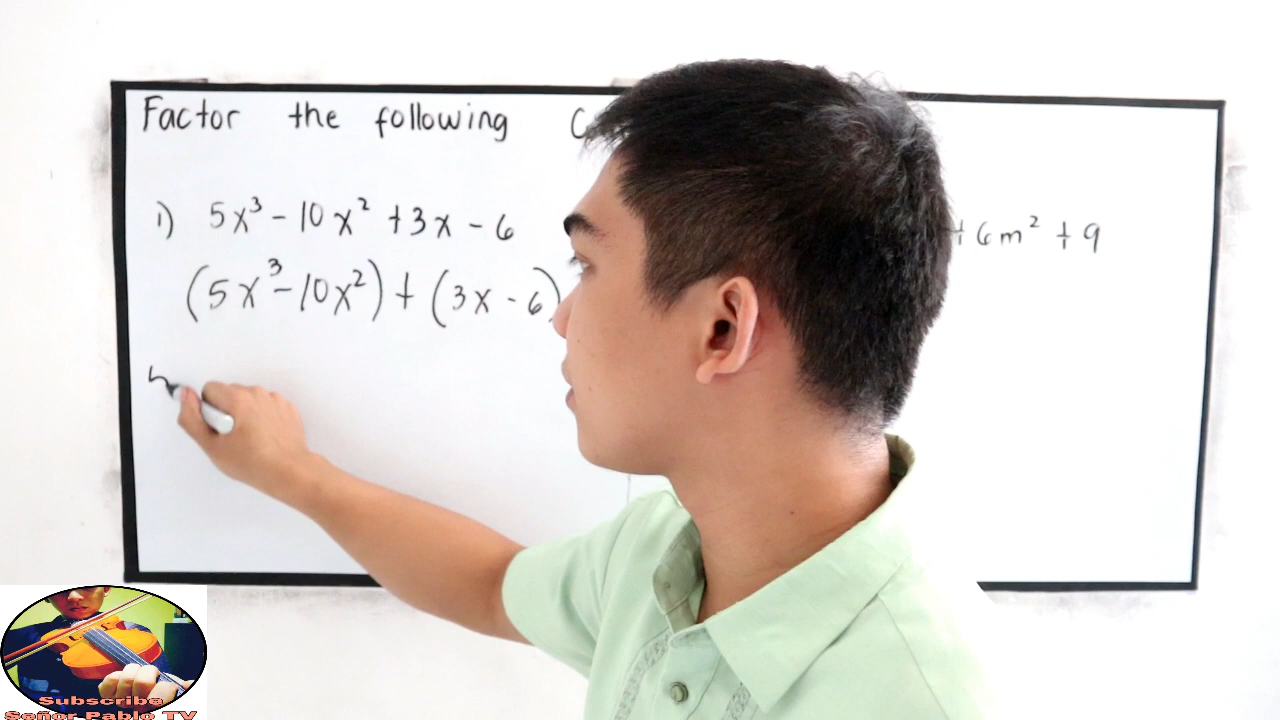 Factor the following
1) 5x³ - 10x² + 3x - 6
+ 6m² + 9
(5x³ - 10x²) + (3x - 6)
Subscribe
Señor Pablo TV